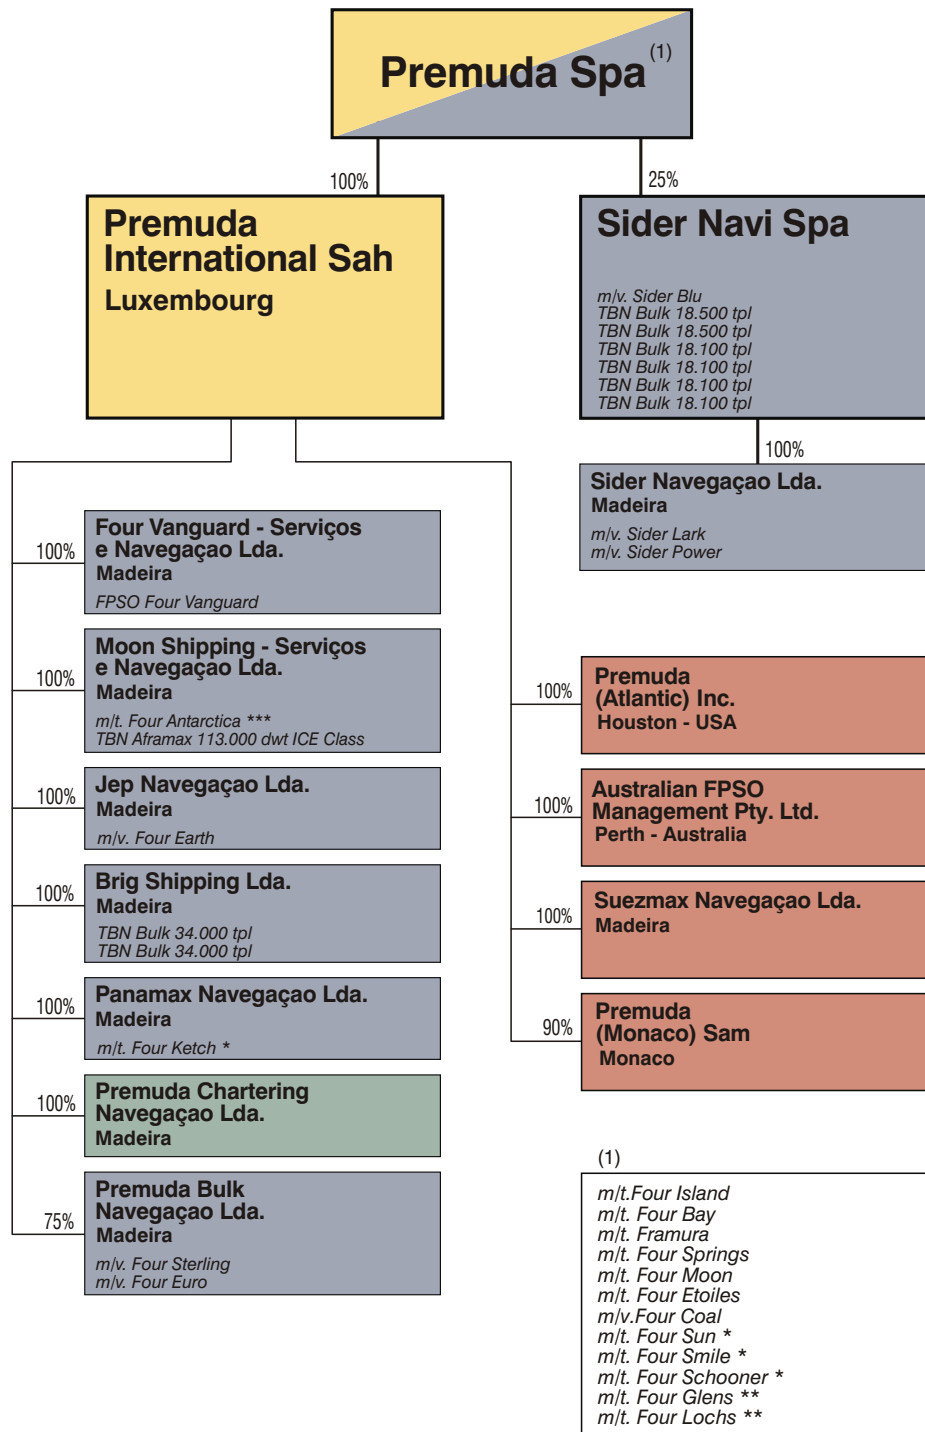 Premuda Spa (1)
100%
25%
Premuda
International Sah
Luxembourg
Sider Navi Spa
m/v. Sider Blu
TBN Bulk 18.500 tpl
TBN Bulk 18.500 tpl
TBN Bulk 18.100 tpl
TBN Bulk 18.100 tpl
TBN Bulk 18.100 tpl
TBN Bulk 18.100 tpl
100%
Sider Navegaçao Lda.
Madeira
m/v. Sider Lark
m/v. Sider Power
100%
Four Vanguard - Serviços
e Navegaçao Lda.
Madeira
FPSO Four Vanguard
100%
Moon Shipping - Serviços
e Navegaçao Lda.
Madeira
m/t. Four Antarctica ***
TBN Aframax 113.000 dwt ICE Class
100%
Jep Navegaçao Lda.
Madeira
m/v. Four Earth
100%
Brig Shipping Lda.
Madeira
TBN Bulk 34.000 tpl
TBN Bulk 34.000 tpl
100%
Panamax Navegaçao Lda.
Madeira
m/t. Four Ketch *
100%
Premuda Chartering
Navegaçao Lda.
Madeira
75%
Premuda Bulk
Navegaçao Lda.
Madeira
m/v. Four Sterling
m/v. Four Euro
100%
Premuda
(Atlantic) Inc.
Houston - USA
100%
Australian FPSO
Management Pty. Ltd.
Perth - Australia
100%
Suezmax Navegaçao Lda.
Madeira
90%
Premuda
(Monaco) Sam
Monaco
(1)
m/t.Four Island
m/t. Four Bay
m/t. Framura
m/t. Four Springs
m/t. Four Moon
m/t. Four Etoiles
m/v.Four Coal
m/t. Four Sun *
m/t. Four Smile *
m/t. Four Schooner *
m/t. Four Glens **
m/t. Four Lochs **